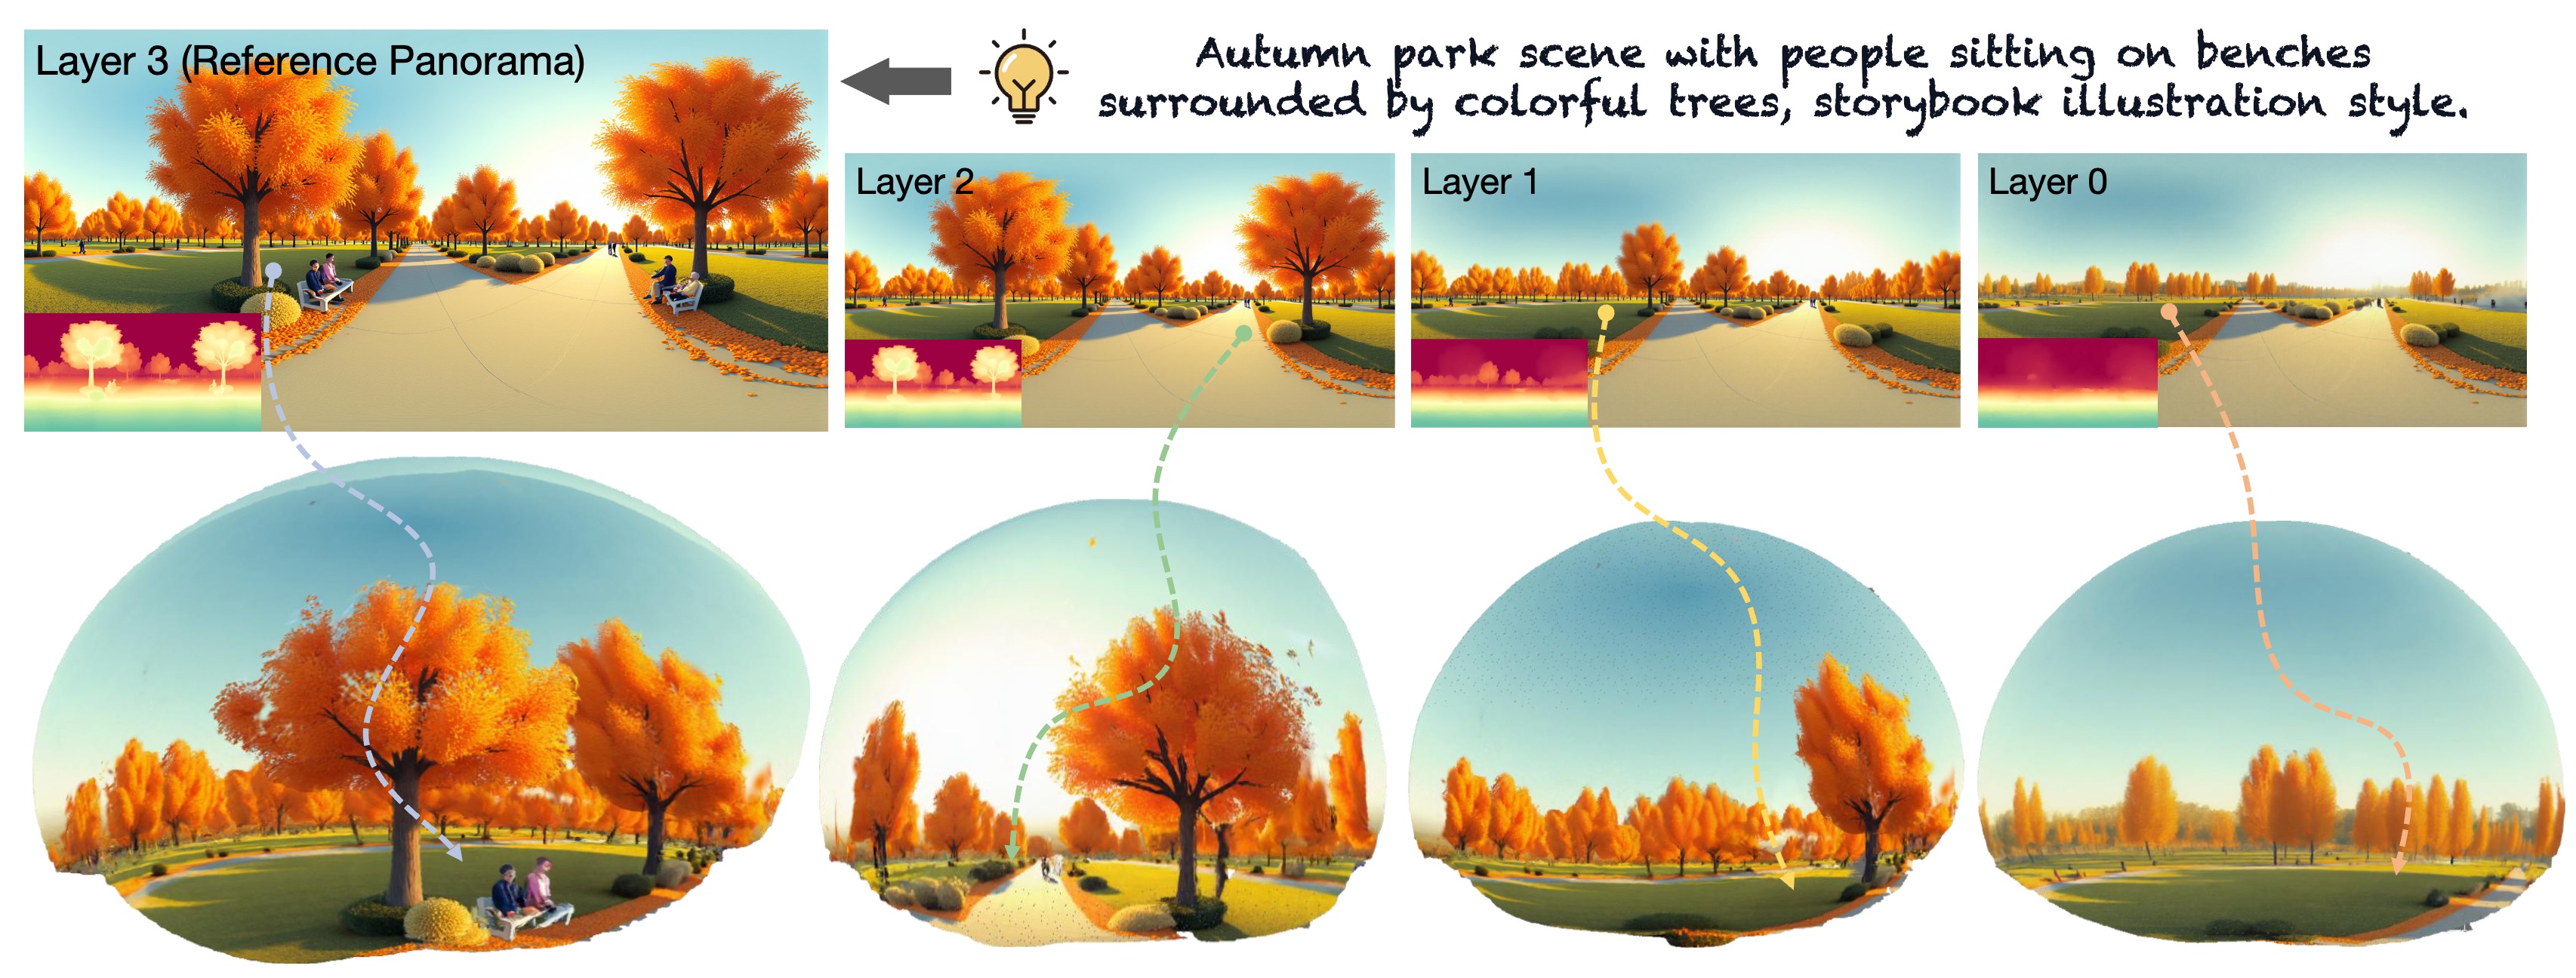 Layer 3 (Reference Panorama)
Autumn park scene with people sitting on benches
surrounded by colorful trees, storybook illustration style.
Layer 2
Layer 1
Layer 0